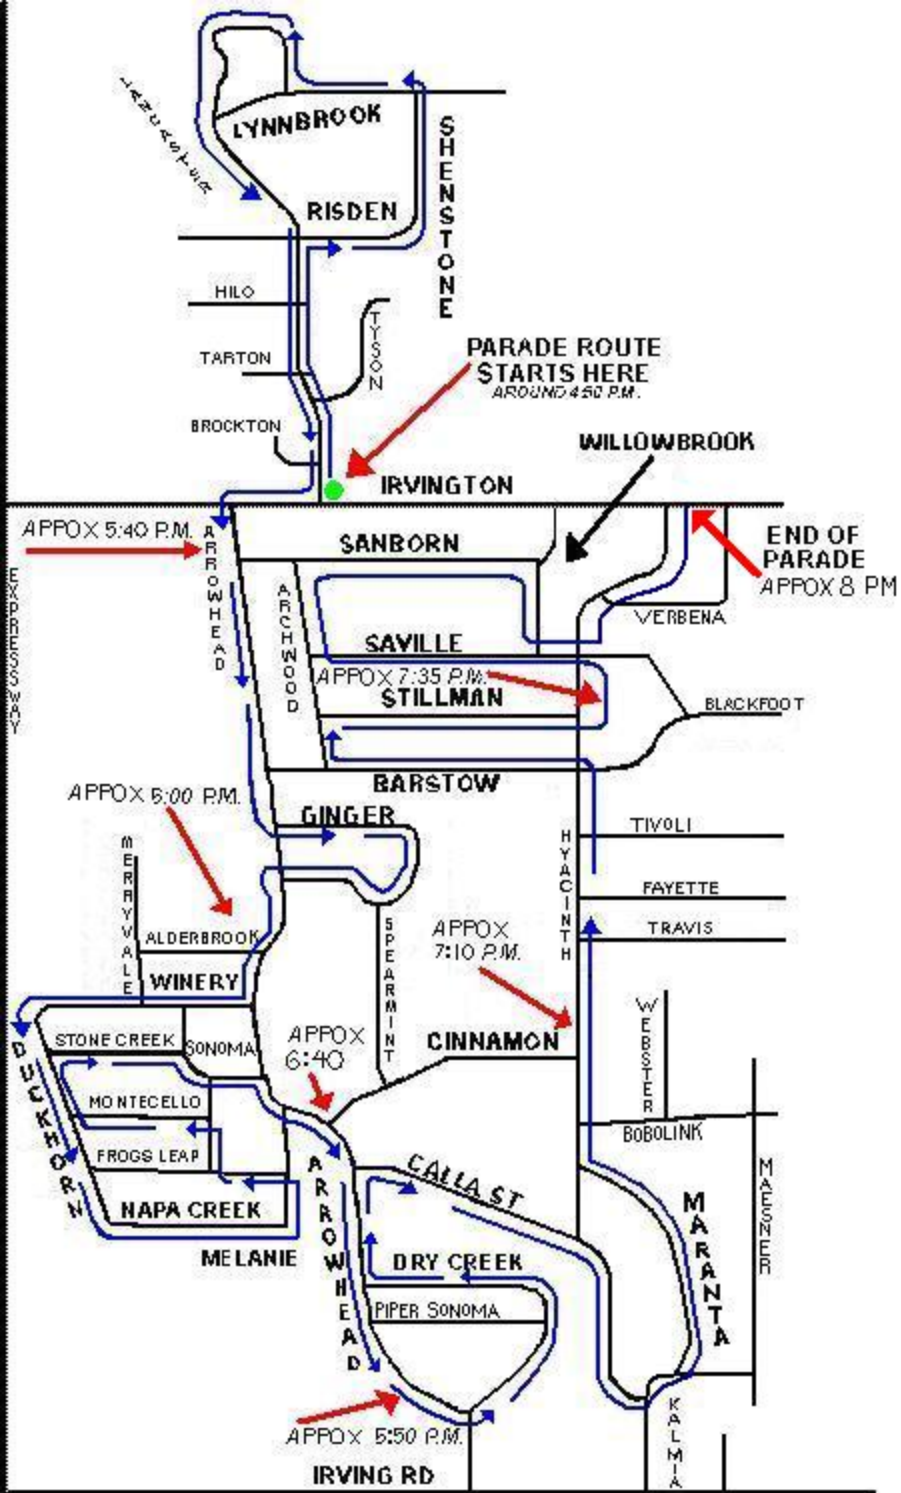 LANCASTER
LYNNBROOK
SHENSTONE
RISDEN
HILO
TYSON
TARTON
PARADE ROUTE
STARTS HERE
AROUND 4:50 P.M.
BROCKTON
WILLOWBROOK
IRVINGTON
APPOX 5:40 P.M.
ARROWHEAD
SANBORN
END OF
PARADE
APPOX 8 PM
EXPRESSWAY
ARCHWOOD
VERBENA
SAVILLE
APPOX 7:35 P.M.
STILLMAN
BLACKFOOT
BARSTOW
APPOX 6:00 P.M.
GINGER
TIVOLI
HYACINTH
MERRYVALE
FAYETTE
SPEARMINT
APPOX
7:10 P.M.
TRAVIS
ALDERBROOK
WINERY
WEBSTER
STONE CREEK
SONOMA
APPOX
6:40
CINNAMON
DUCKHORN
MONTECELLO
BOBOLINK
FROGS LEAP
ARROWHEAD
CALLA ST
MAESNER
MARANTA
NAPA CREEK
MELANIE
DRY CREEK
PIPER SONOMA
KALMIA
APPOX 5:50 P.M.
IRVING RD